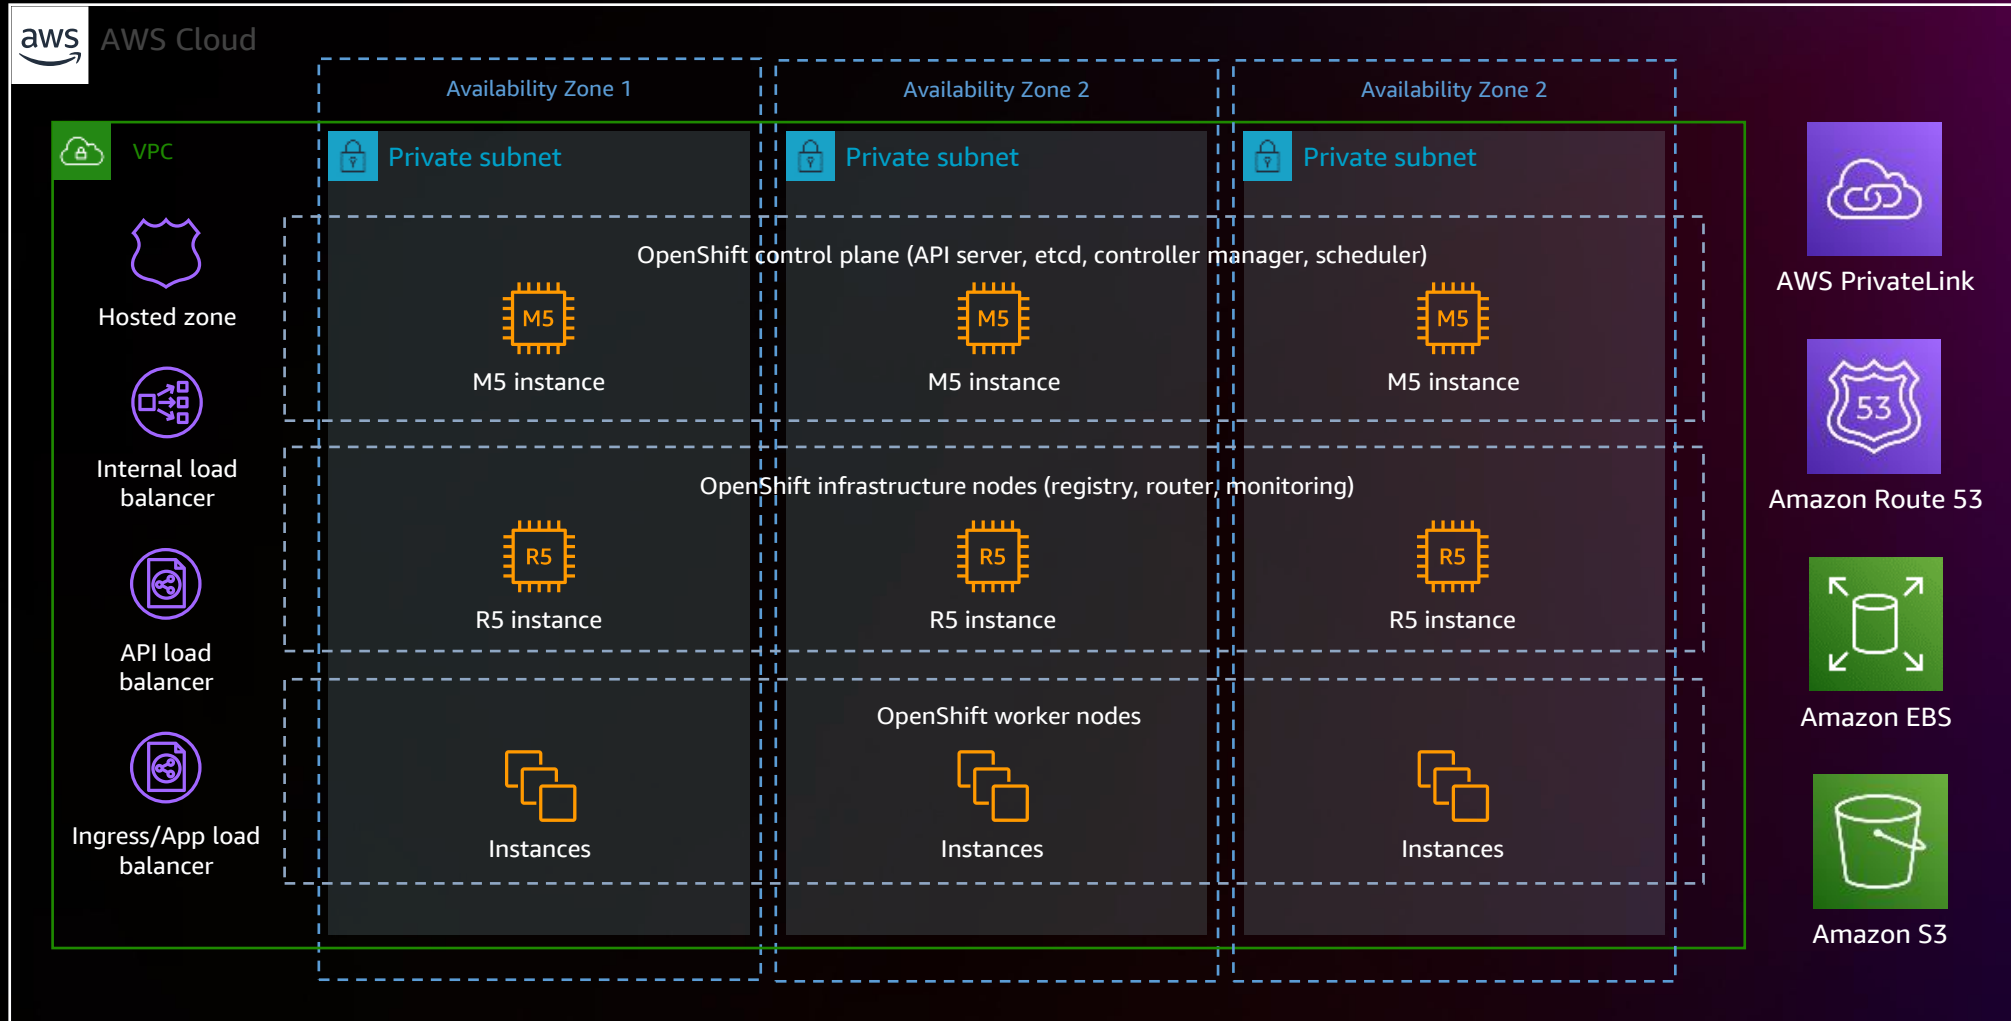 aws
AWS Cloud
Availability Zone 1
Availability Zone 2
Availability Zone 2
VPC
Private subnet
Private subnet
Private subnet
Hosted zone
Internal load
balancer
API load
balancer
Ingress/App load
balancer
OpenShift control plane (API server, etcd, controller manager, scheduler)
M5
M5
M5
M5 instance
M5 instance
M5 instance
OpenShift infrastructure nodes (registry, router, monitoring)
R5
R5
R5
R5 instance
R5 instance
R5 instance
OpenShift worker nodes
Instances
Instances
Instances
AWS PrivateLink
53
Amazon Route 53
Amazon EBS
Amazon S3